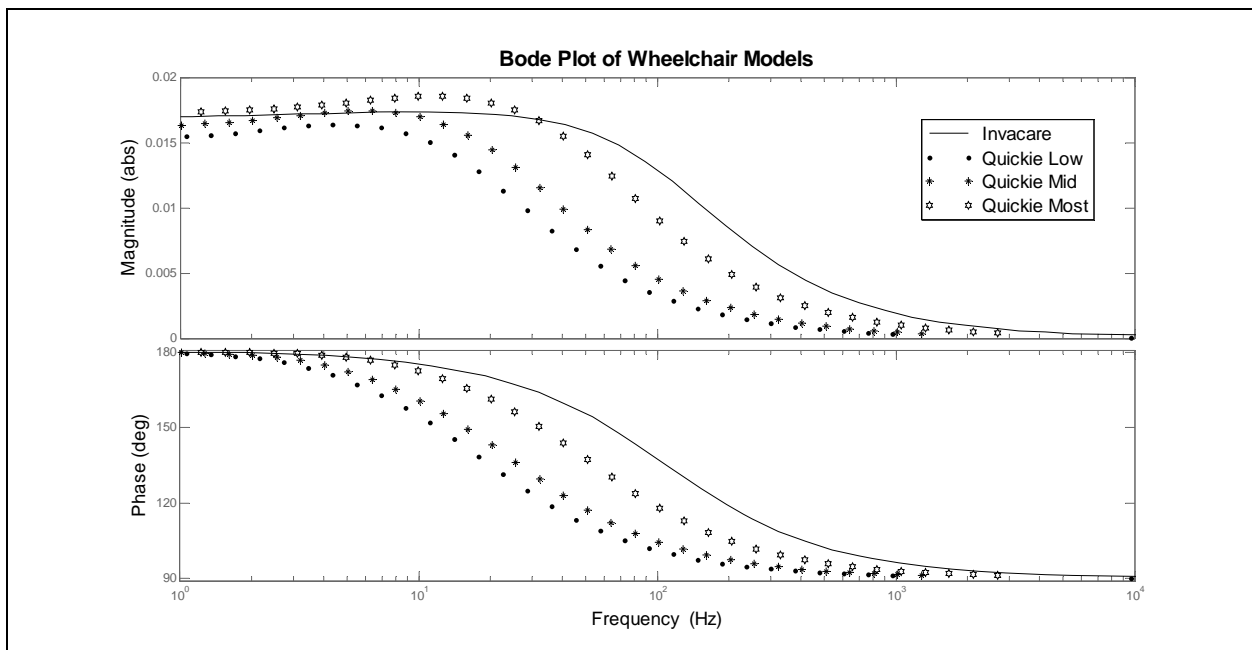 Bode Plot of Wheelchair Models
Magnitude (abs)
0.02
0.015
0.01
0.005
0
Invacare
Quickie Low
Quickie Mid
Quickie Most
Phase (deg)
180
150
120
90
10^0 10^1 10^2 10^3 10^4
Frequency (Hz)